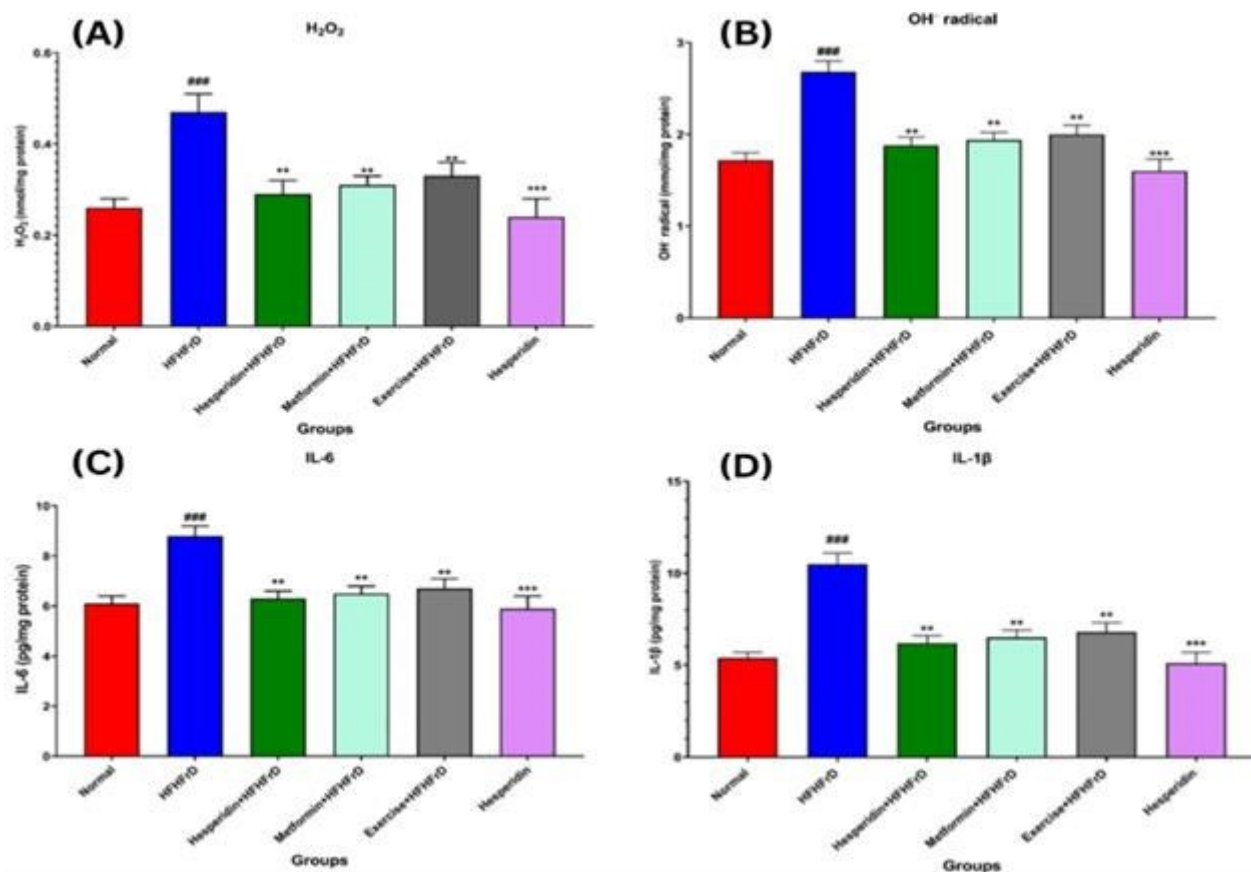 (A)
H₂O₂
H₂O₂ (nmol/mg protein)
0.6
0.4
0.2
0.0
###
**
**
**
***
Normal
HFHFrD
Hesperidin+HFHFrD
Metformin+HFHFrD
Exercise+HFHFrD
Hesperidin
Groups
(B)
OH⁻ radical
OH⁻ radical (mmol/mg protein)
3
2
1
0
###
**
**
**
***
Normal
HFHFrD
Hesperidin+HFHFrD
Metformin+HFHFrD
Exercise+HFHFrD
Hesperidin
Groups
(C)
IL-6
IL-6 (pg/mg protein)
10
8
6
4
2
0
###
**
**
**
***
Normal
HFHFrD
Hesperidin+HFHFrD
Metformin+HFHFrD
Exercise+HFHFrD
Hesperidin
Groups
(D)
IL-1β
IL-1β (pg/mg protein)
15
10
5
0
###
**
**
**
***
Normal
HFHFrD
Hesperidin+HFHFrD
Metformin+HFHFrD
Exercise+HFHFrD
Hesperidin
Groups